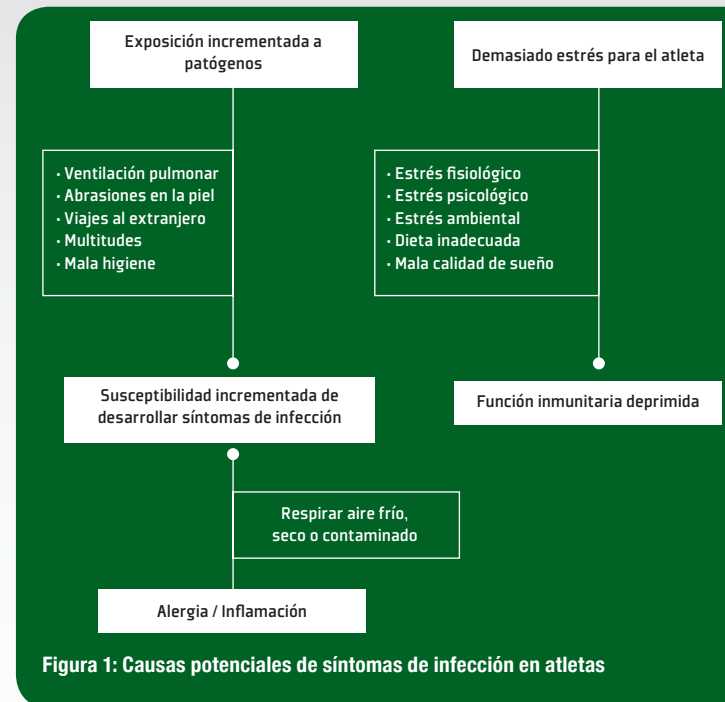 Exposición incrementada a
patógenos
Demasiado estrés para el atleta
· Ventilación pulmonar
· Abrasiones en la piel
· Viajes al extranjero
· Multitudes
· Mala higiene
· Estrés fisiológico
· Estrés psicológico
· Estrés ambiental
· Dieta inadecuada
· Mala calidad de sueño
Susceptibilidad incrementada de
desarrollar síntomas de infección
Función inmunitaria deprimida
Respirar aire frío,
seco o contaminado
Alergia / Inflamación
Figura 1: Causas potenciales de síntomas de infección en atletas